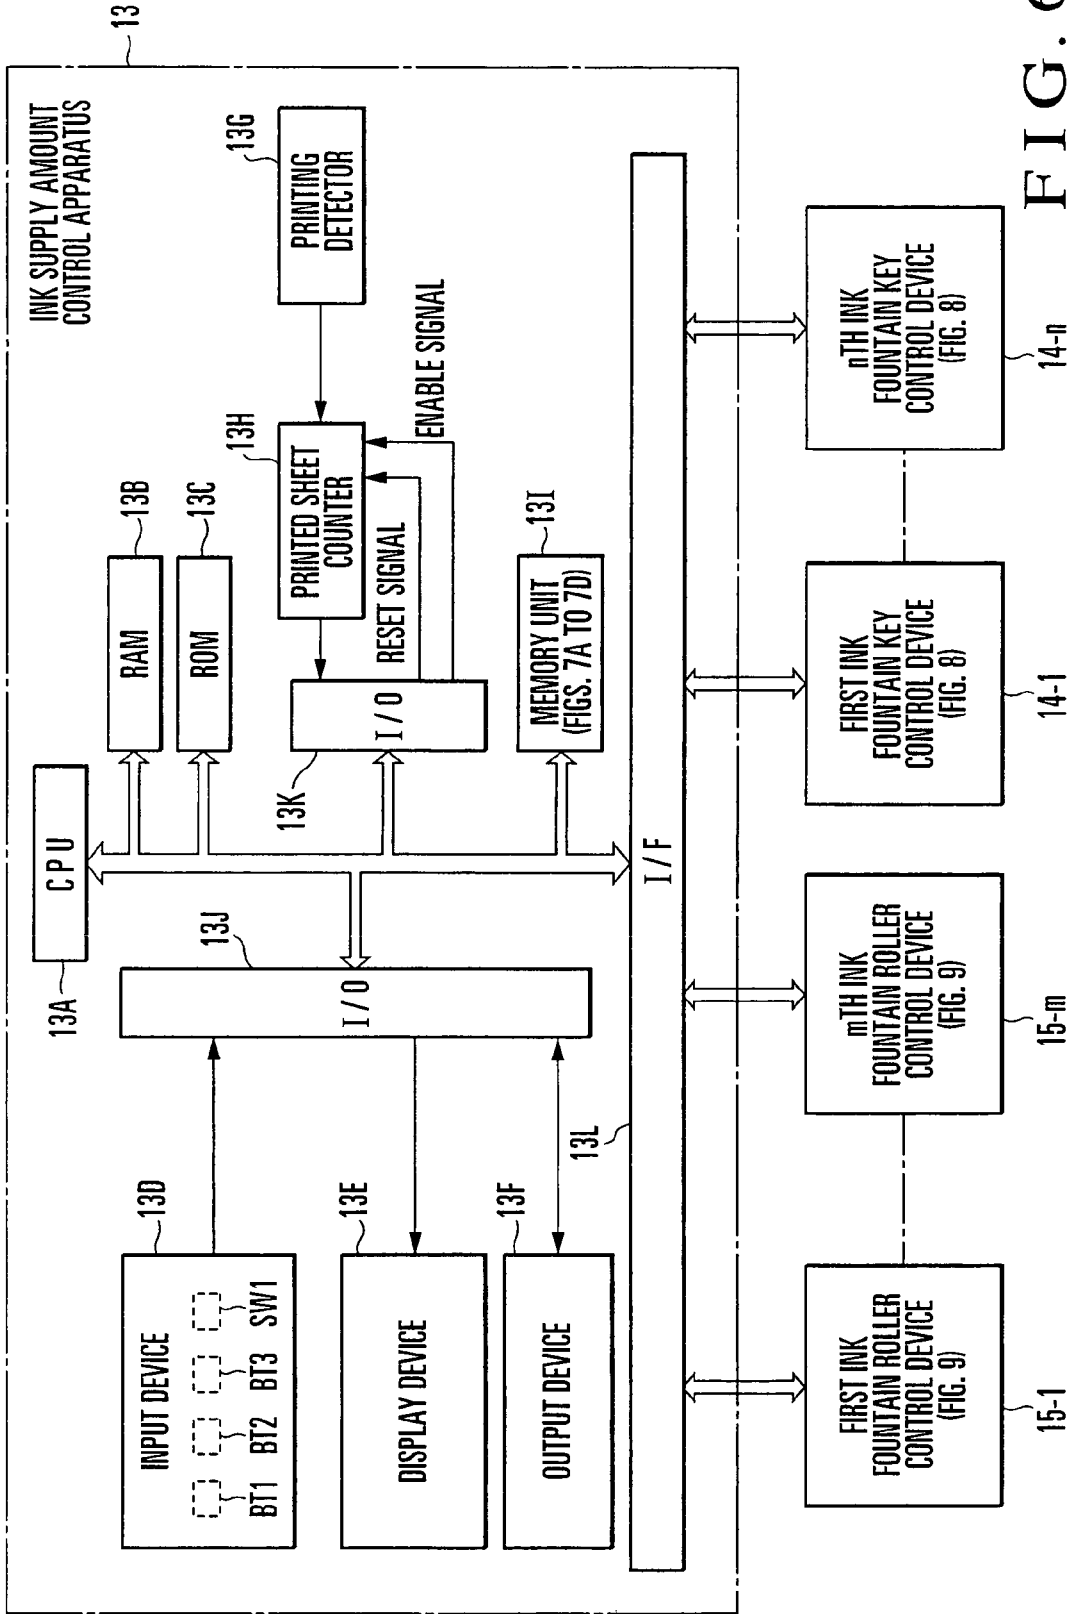 13
INK SUPPLY AMOUNT
CONTROL APPARATUS
CPU
13A
RAM
13B
ROM
13C
PRINTING
DETECTOR
13G
PRINTED SHEET
COUNTER
13H
ENABLE SIGNAL
RESET SIGNAL
I/O
13K
MEMORY UNIT
(FIGS. 7A TO 7D)
13I
I/O
13J
INPUT DEVICE
13D
BT1
BT2
BT3
SW1
DISPLAY DEVICE
13E
OUTPUT DEVICE
13F
I/F
13L
FIRST INK
FOUNTAIN ROLLER
CONTROL DEVICE
(FIG. 9)
15-1
mTH INK
FOUNTAIN ROLLER
CONTROL DEVICE
(FIG. 9)
15-m
FIRST INK
FOUNTAIN KEY
CONTROL DEVICE
(FIG. 8)
14-1
nTH INK
FOUNTAIN KEY
CONTROL DEVICE
(FIG. 8)
14-n
FIG. 6